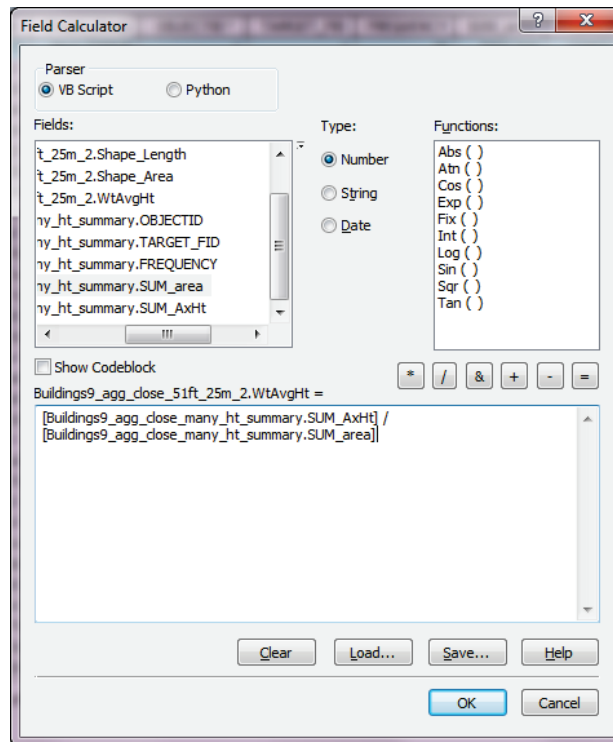 Field Calculator
?
X
Parser
VB Script
Python
Fields:
Type:
Functions:
t_25m_2.Shape_Length
t_25m_2.Shape_Area
t_25m_2.WtAvgHt
ny_ht_summary.OBJECTID
ny_ht_summary.TARGET_FID
ny_ht_summary.FREQUENCY
ny_ht_summary.SUM_area
ny_ht_summary.SUM_AxHt
Number
String
Date
Abs ( )
Atn ( )
Cos ( )
Exp ( )
Fix ( )
Int ( )
Log ( )
Sin ( )
Sqr ( )
Tan ( )
Show Codeblock
* / & + - =
Buildings9_agg_close_51ft_25m_2.WtAvgHt =
[Buildings9_agg_close_many_ht_summary.SUM_AxHt] /
[Buildings9_agg_close_many_ht_summary.SUM_area]
Clear Load... Save... Help
OK Cancel